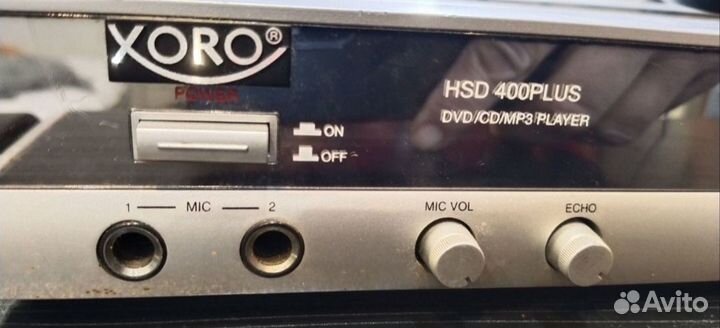 XORO®
POWER
HSD 400PLUS
DVD/CD/MP3 PLAYER
ON
OFF
1 MIC 2
MIC VOL
ECHO
Avito